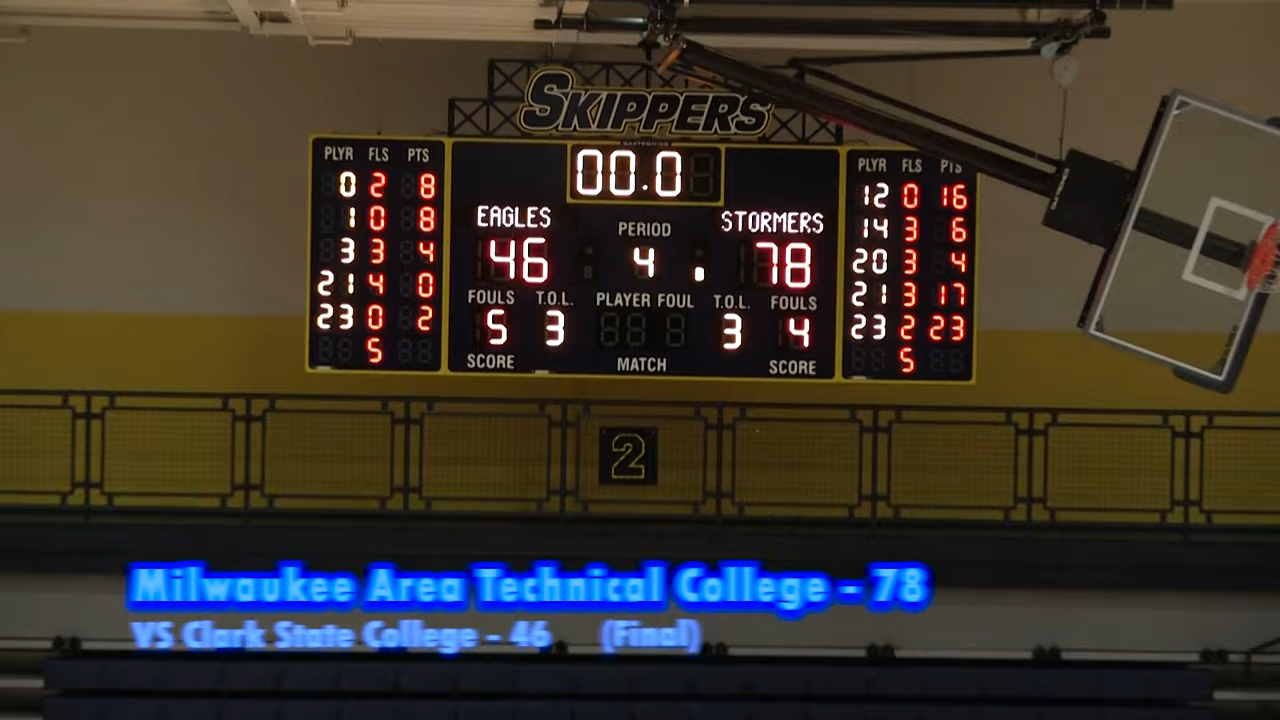 SKIPPERS
DAKTRONICS
PLYR FLS PTS
0 2 8
1 0 8
3 3 4
21 4 0
23 0 2
5
00.0
EAGLES PERIOD STORMERS
46 4 78
FOULS T.O.L. PLAYER FOUL T.O.L. FOULS
5 3 3 4
SCORE MATCH SCORE
PLYR FLS PTS
12 0 16
14 3 6
20 3 4
21 3 17
23 2 23
5
2
Milwaukee Area Technical College - 78
VS Clark State College - 46 (Final)